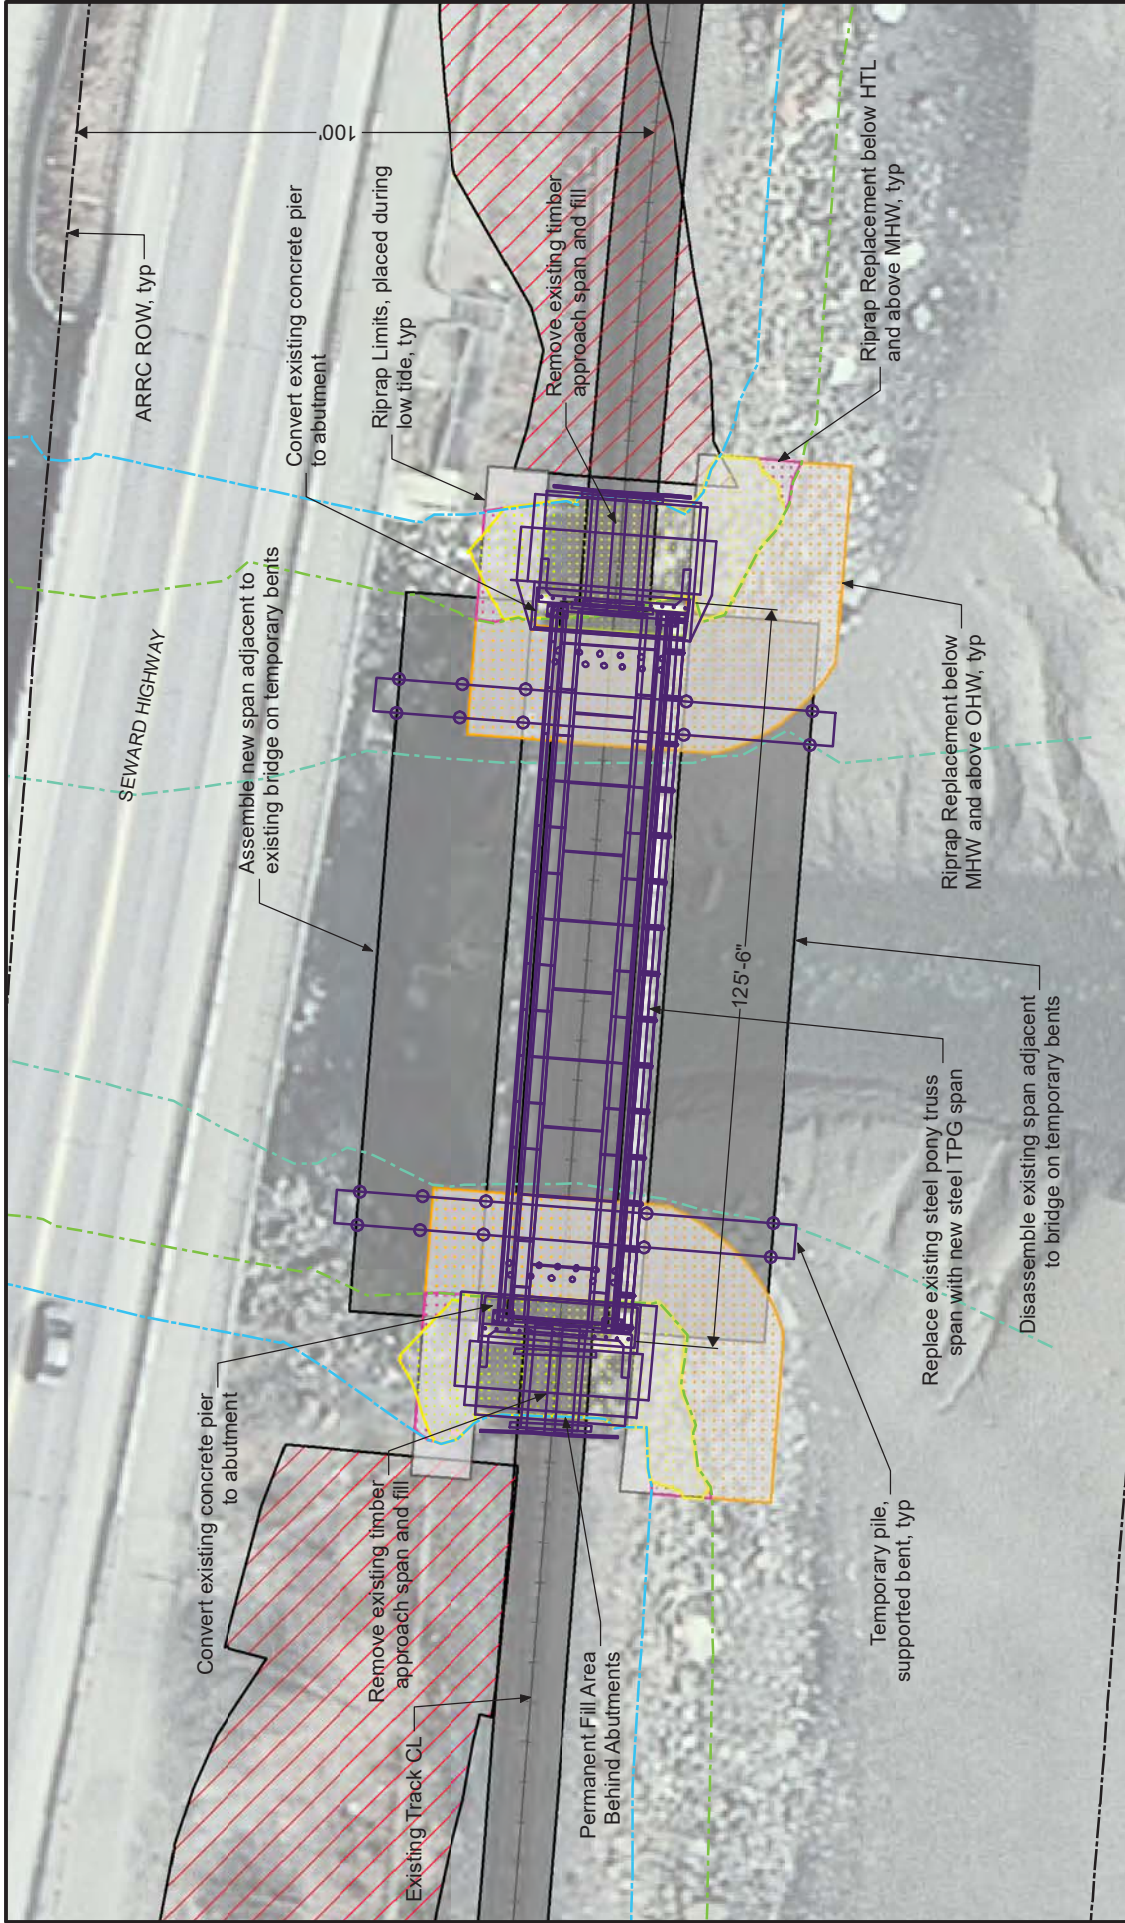 ARRC ROW, typ
100'
SEWARD HIGHWAY
Convert existing concrete pier
to abutment
Riprap Limits, placed during
low tide, typ
Remove existing timber
approach span and fill
Riprap Replacement below HTL
and above MHW, typ
Assemble new span adjacent to
existing bridge on temporary bents
Riprap Replacement below
MHW and above OHW, typ
125'-6"
Convert existing concrete pier
to abutment
Remove existing timber
approach span and fill
Existing Track CL
Permanent Fill Area
Behind Abutments
Temporary pile,
supported bent, typ
Replace existing steel pony truss
span with new steel TPG span
Disassemble existing span adjacent
to bridge on temporary bents